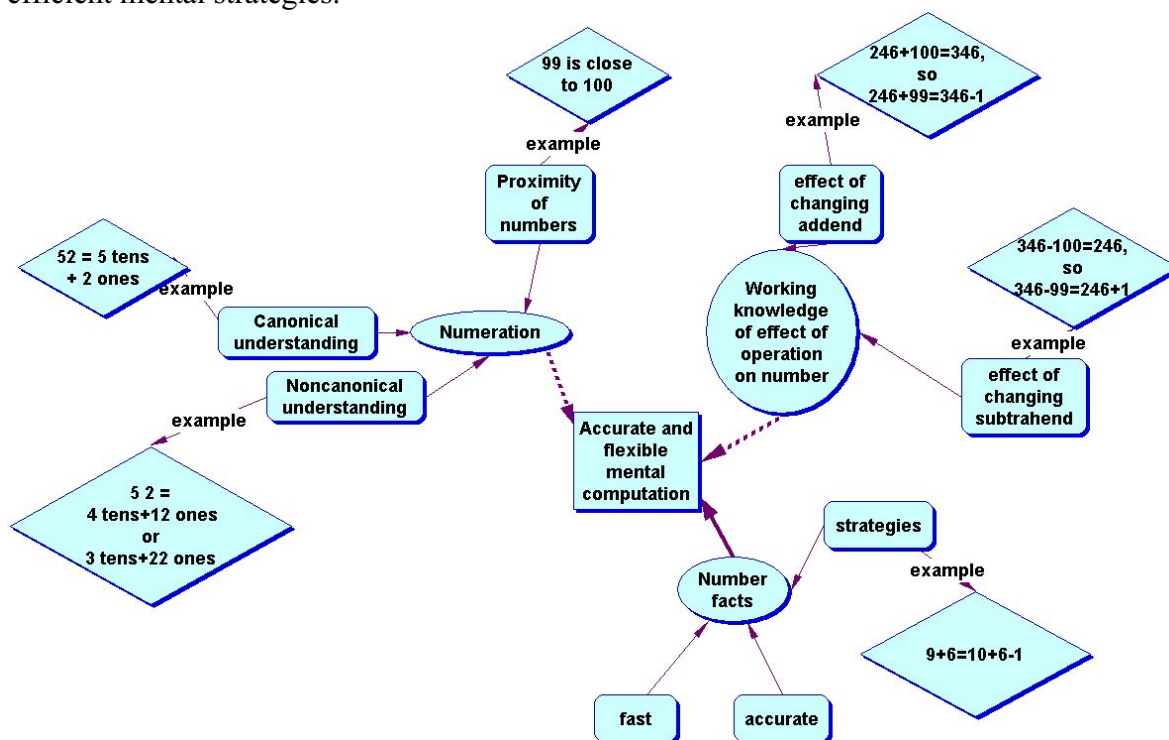 efficient mental strategies.
99 is close
to 100
example
Proximity
of
numbers
246+100=346,
so
246+99=346-1
example
effect of
changing
addend
52 = 5 tens
+ 2 ones
example
Canonical
understanding
Numeration
Noncanonical
understanding
example
5 2 =
4 tens+12 ones
or
3 tens+22 ones
Working
knowledge
of effect of
operation
on number
346-100=246,
so
346-99=246+1
example
effect of
changing
subtrahend
Accurate and
flexible
mental
computation
strategies
example
Number
facts
9+6=10+6-1
fast
accurate